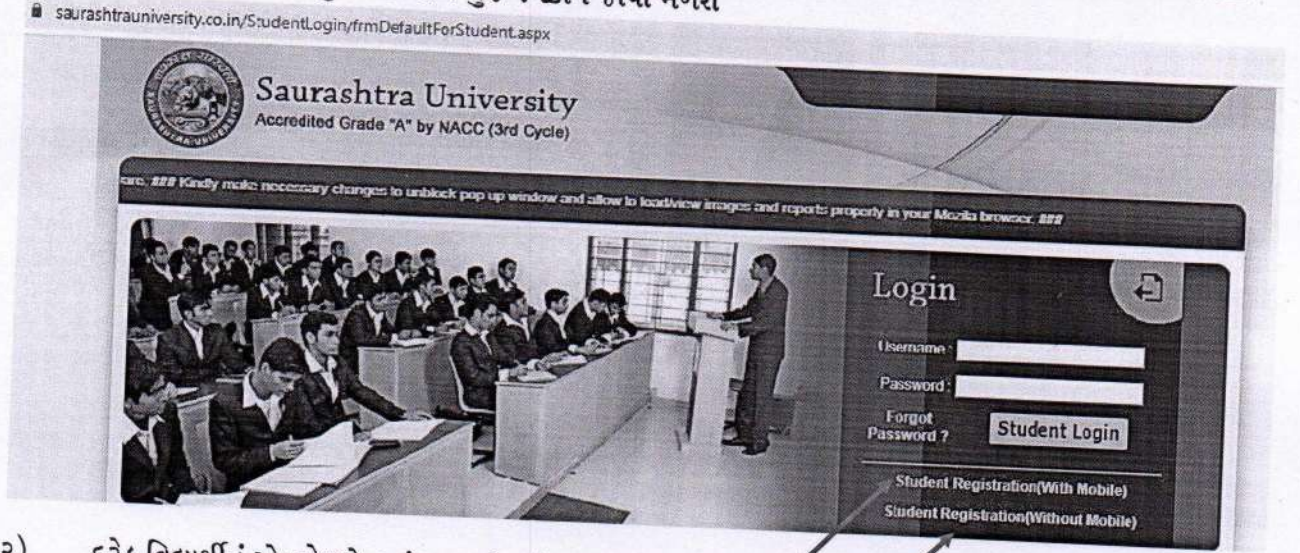 saurashtrauniversity.co.in/StudentLogin/frmDefaultForStudent.aspx
Saurashtra University
Accredited Grade "A" by NACC (3rd Cycle)
are. ### Kindly make necessary changes to unblock pop up window and allow to load/view images and reports properly in your Mozila browser. ###
Login
Username :
Password :
Forgot
Password ?
Student Login
Student Registration(With Mobile)
Student Registration(Without Mobile)